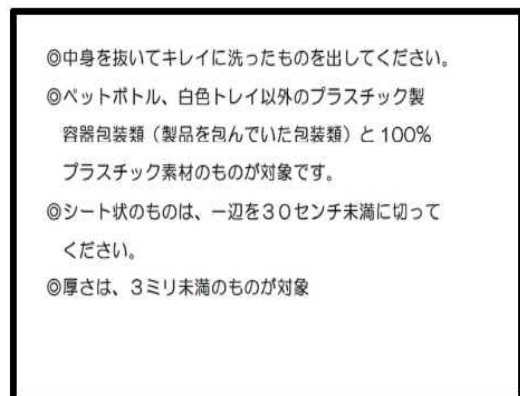 ◎中身を抜いてキレイに洗ったものを出してください。
◎ペットボトル、白色トレイ以外のプラスチック製
容器包装類（製品を包んでいた包装類）と100%
プラスチック素材のものが対象です。
◎シート状のものは、一辺を30センチ未満に切って
ください。
◎厚さは、3ミリ未満のものが対象